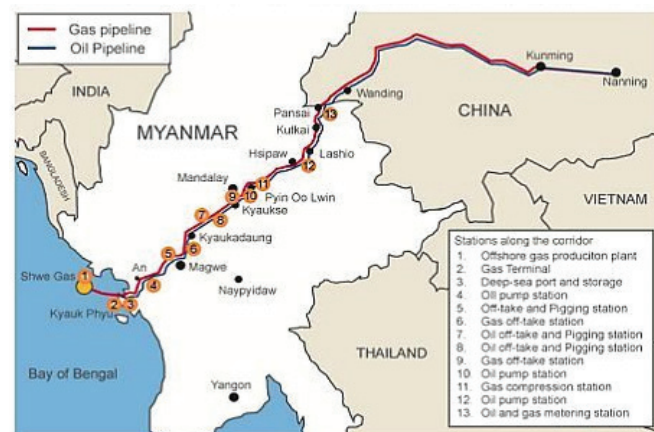 Gas pipeline
Oil Pipeline
INDIA
BANGLADESH
MYANMAR
CHINA
Kunming
Nanning
Wanding
Pansai
13
Kulkai
Hsipaw
Lashio
12
Mandalay
11
9
10
Pyin Oo Lwin
Kyaukse
7
8
Kyaukadaung
6
5
Magwe
An
4
Shwe Gas
1
2
3
Kyauk Phyu
Naypyidaw
Bay of Bengal
Yangon
VIETNAM
THAILAND
Stations along the corridor
1. Offshore gas produciton plant
2. Gas Terminal
3. Deep-sea port and storage
4. OIl pump station
5. Off-take and Pigging station
6. Gas off-take station
7. Oil off-take and Pigging station
8. Oil off-take and Pigging station
9. Gas off-take station
10. Oil pump station
11. Gas compression station
12. Oil pump station
13. Oil and gas metering station